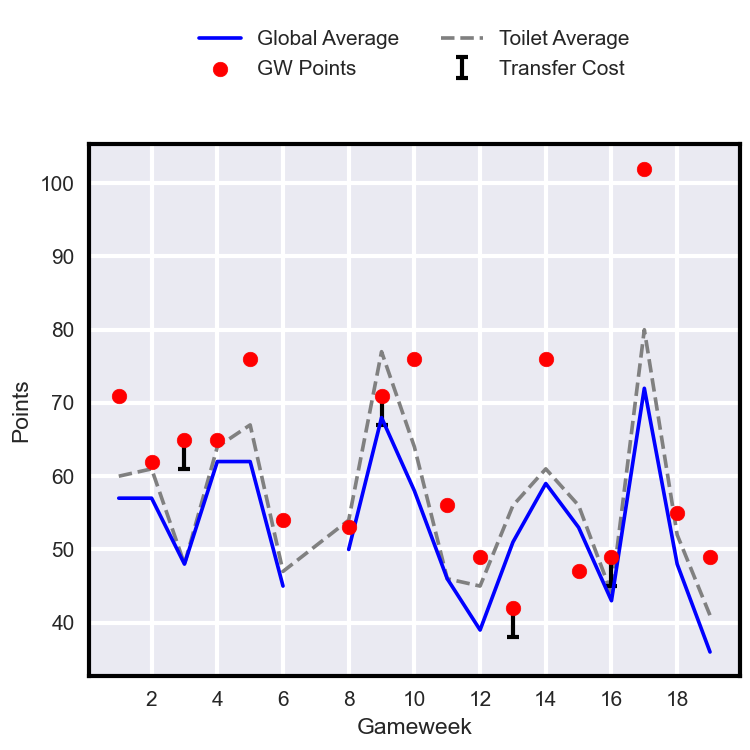 Global Average
Toilet Average
GW Points
Transfer Cost
100
90
80
70
60
50
40
Points
2 4 6 8 10 12 14 16 18
Gameweek